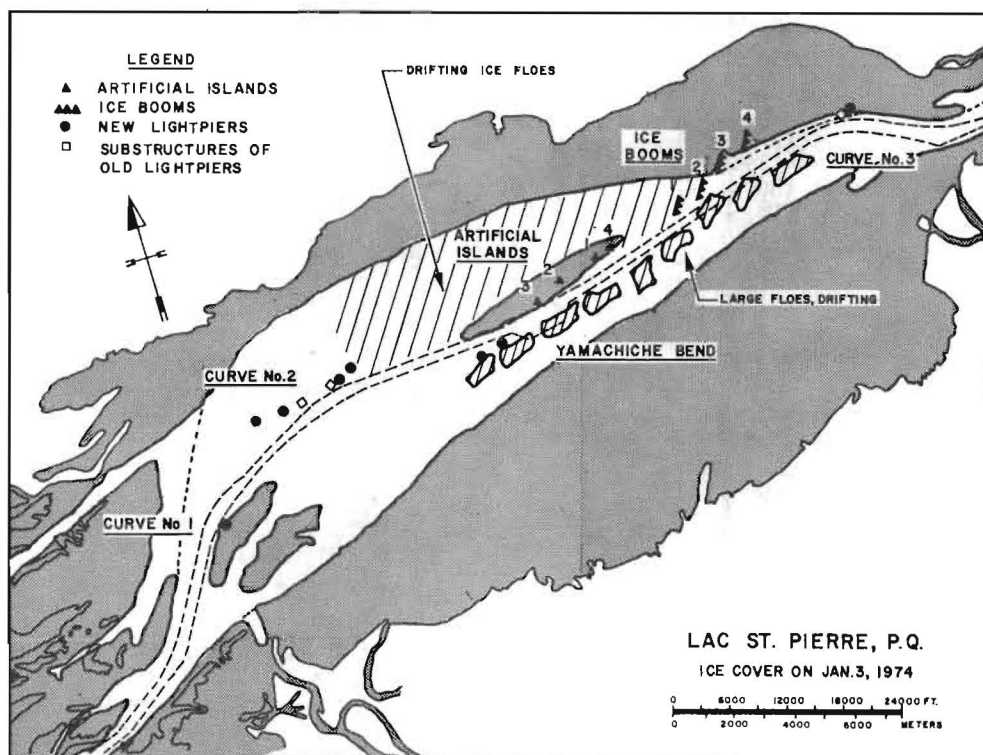 LEGEND
ARTIFICIAL ISLANDS
ICE BOOMS
NEW LIGHTPIERS
SUBSTRUCTURES OF
OLD LIGHTPIERS
DRIFTING ICE FLOES
ICE
BOOMS
2
3
4
CURVE No. 3
ARTIFICIAL
ISLANDS
1
4
2
3
LARGE FLOES, DRIFTING
YAMACHICHE BEND
CURVE No. 2
CURVE No 1
LAC ST. PIERRE, P.Q.
ICE COVER ON JAN. 3, 1974
0 6000 12000 18000 24000 FT.
0 2000 4000 6000 METERS